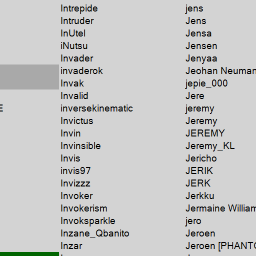 Intrepide jens
Intruder Jens
InUtel Jensa
iNutsu Jensen
Invader Jenyaa
invaderok Jeohan Neuman
Invak jepie_000
Invalid Jere
E inversekinematic jeremy
Invictus Jeremy
Invin JEREMY
Invinsible Jeremy_KL
Invis Jericho
invis97 JERIK
Invizzz JERK
Invoker Jerkku
Invokerism Jermaine William
Invoksparkle jero
Inzane_Qbanito Jeroen
Inzar Jeroen [PHANTO